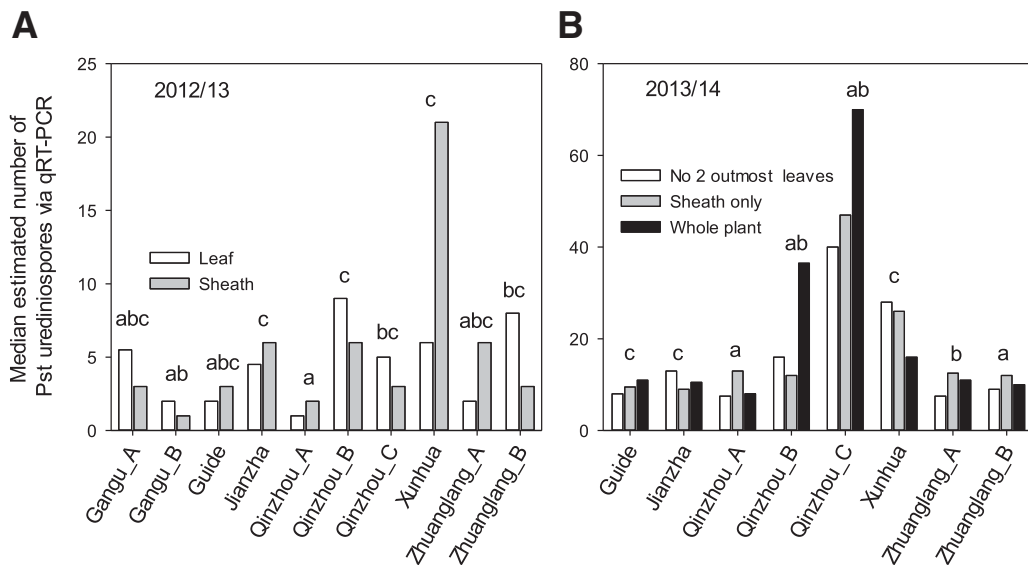 A
B
Median estimated number of
Pst urediniospores via qRT-PCR
25
20
15
10
5
0
2012/13
Leaf
Sheath
abc
ab
abc
c
a
c
bc
c
abc
bc
Gangu_A
Gangu_B
Guide
Jianzha
Qinzhou_A
Qinzhou_B
Qinzhou_C
Xunhua
Zhuanglang_A
Zhuanglang_B
80
60
40
20
0
2013/14
No 2 outmost leaves
Sheath only
Whole plant
c
c
a
ab
ab
c
b
a
Guide
Jianzha
Qinzhou_A
Qinzhou_B
Qinzhou_C
Xunhua
Zhuanglang_A
Zhuanglang_B